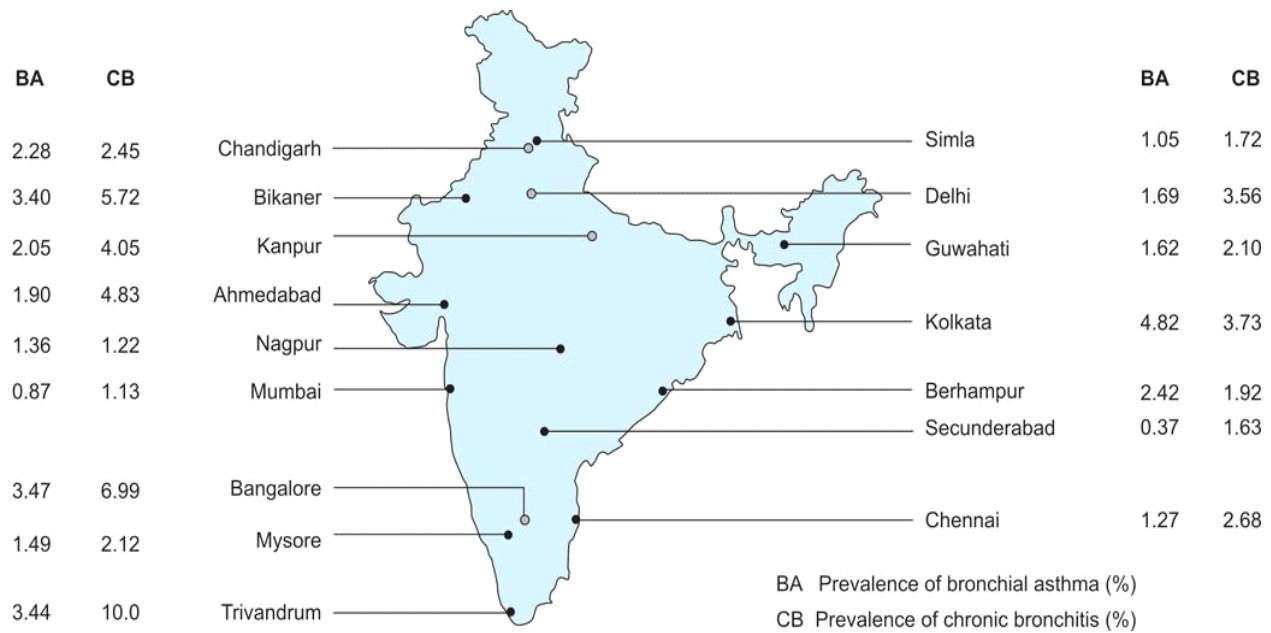 BA CB
2.28 2.45 Chandigarh
3.40 5.72 Bikaner
2.05 4.05 Kanpur
1.90 4.83 Ahmedabad
1.36 1.22 Nagpur
0.87 1.13 Mumbai
3.47 6.99 Bangalore
1.49 2.12 Mysore
3.44 10.0 Trivandrum
BA CB
Simla 1.05 1.72
Delhi 1.69 3.56
Guwahati 1.62 2.10
Kolkata 4.82 3.73
Berhampur 2.42 1.92
Secunderabad 0.37 1.63
Chennai 1.27 2.68
BA Prevalence of bronchial asthma (%)
CB Prevalence of chronic bronchitis (%)